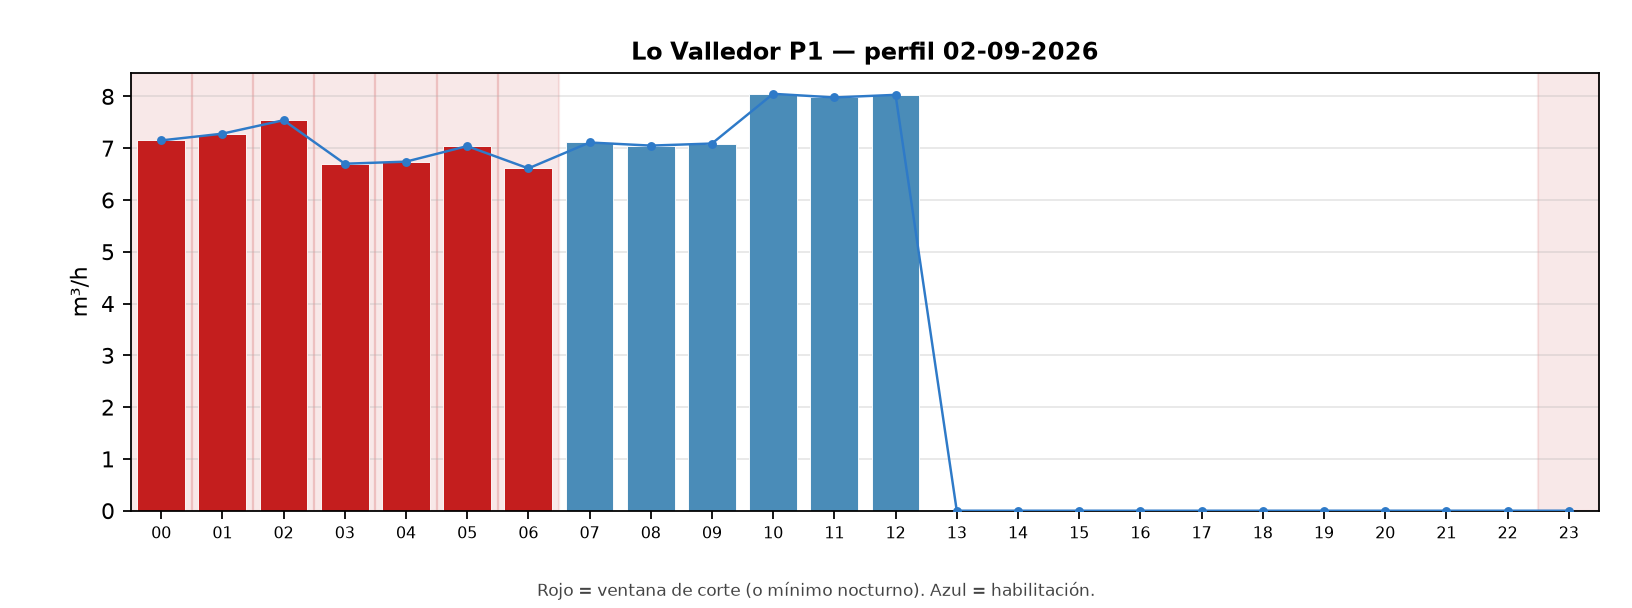 Lo Valledor P1 — perfil 02-09-2026
m³/h
8
7
6
5
4
3
2
1
0
00 01 02 03 04 05 06 07 08 09 10 11 12 13 14 15 16 17 18 19 20 21 22 23
Rojo = ventana de corte (o mínimo nocturno). Azul = habilitación.